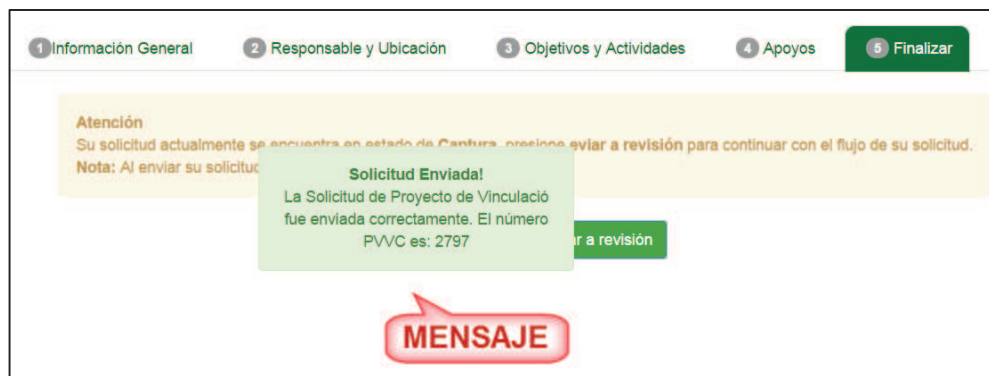 1 Información General 2 Responsable y Ubicación 3 Objetivos y Actividades 4 Apoyos 5 Finalizar
Atención
Su solicitud actualmente se encuentra en estado de Captura, presione eviar a revisión para continuar con el flujo de su solicitud.
Nota: Al enviar su solicitud
Solicitud Enviada!
La Solicitud de Proyecto de Vinculació
fue enviada correctamente. El número
PVVC es: 2797
a revisión
MENSAJE